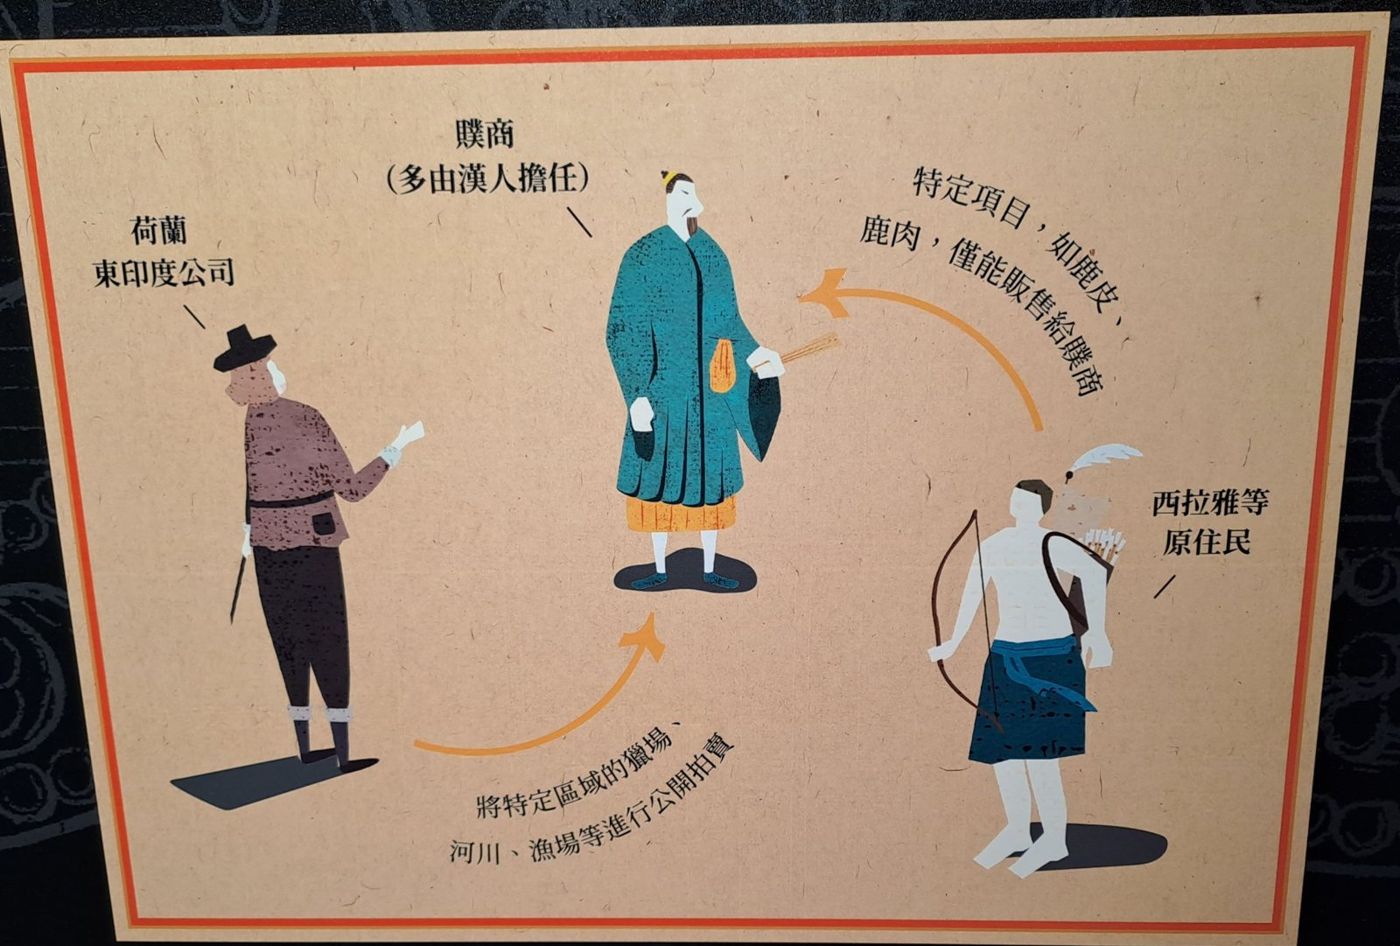 荷蘭
東印度公司
贌商
(多由漢人擔任)
特定項目，如鹿皮、
鹿肉，僅能販售給贌商
西拉雅等
原住民
將特定區域的獵場、
河川、漁場等進行公開拍賣